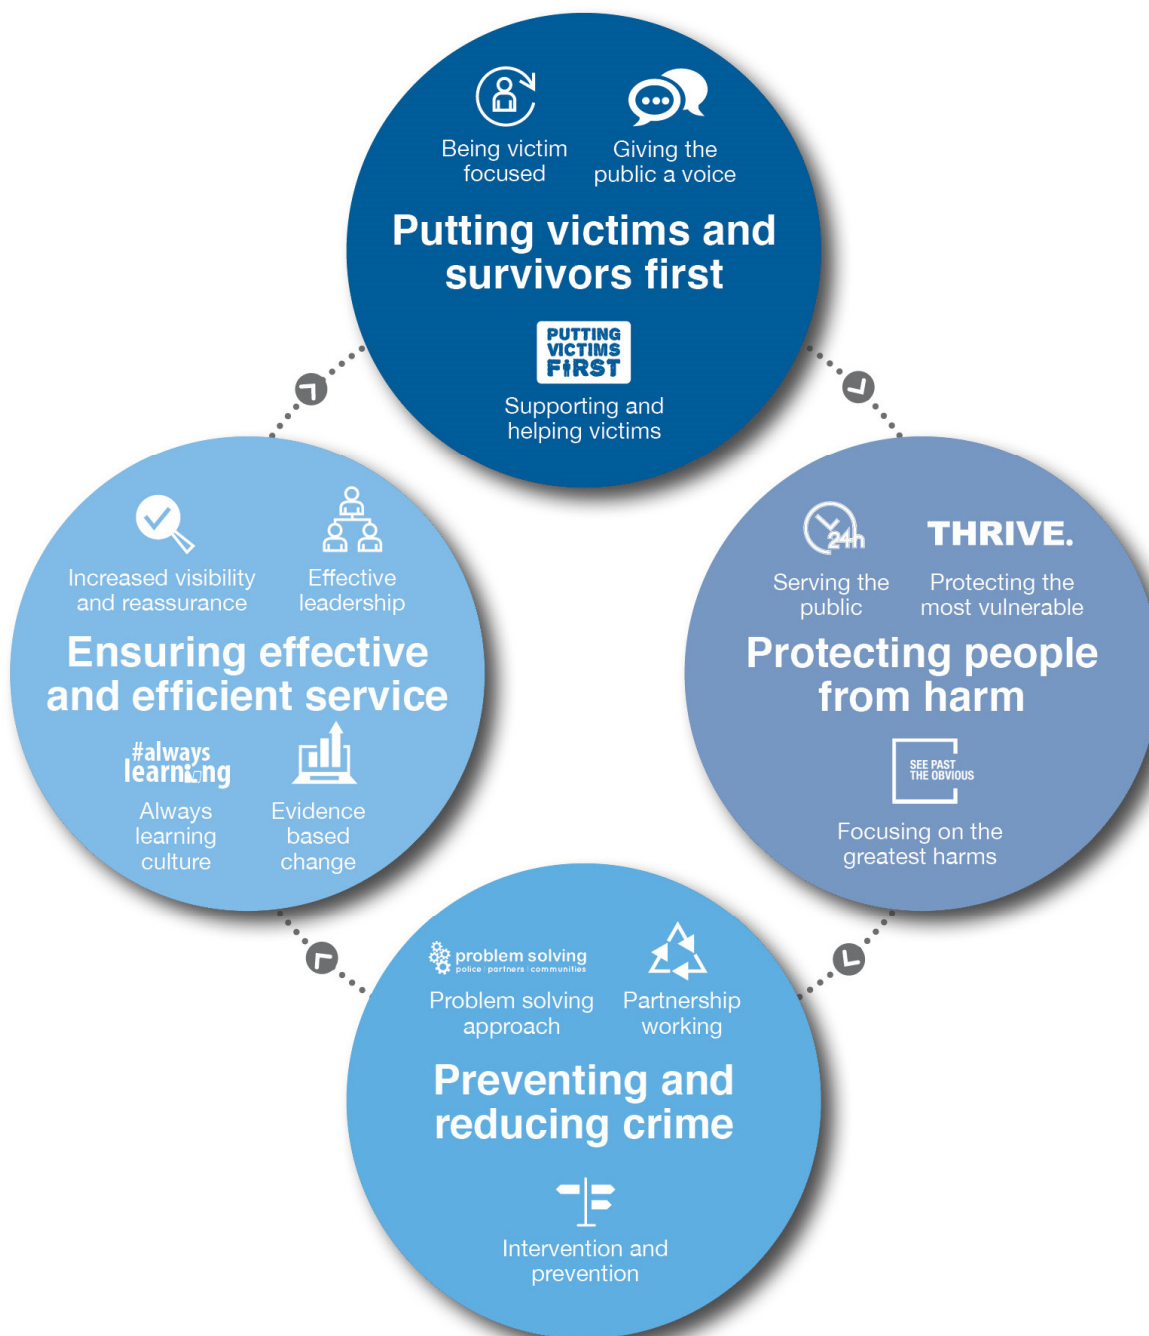 Being victim
focused
Giving the
public a voice
Putting victims and
survivors first
PUTTING
VICTIMS
FIRST
Supporting and
helping victims
24h
Serving the
public
THRIVE.
Protecting the
most vulnerable
Protecting people
from harm
SEE PAST
THE OBVIOUS
Focusing on the
greatest harms
problem solving
police | partners | communities
Problem solving
approach
Partnership
working
Preventing and
reducing crime
Intervention and
prevention
Increased visibility
and reassurance
Effective
leadership
Ensuring effective
and efficient service
#always
learning
Always
learning
culture
Evidence
based
change